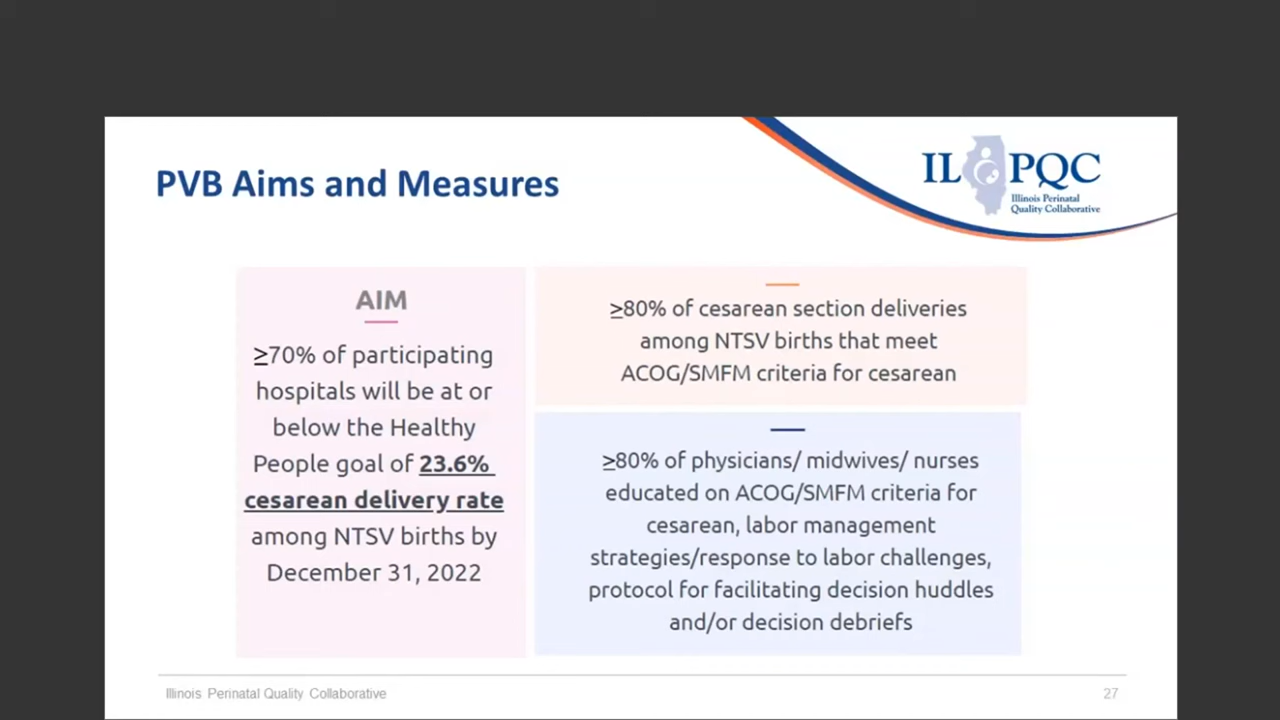 PVB Aims and Measures
IL PQC
Illinois Perinatal
Quality Collaborative
AIM
≥70% of participating
hospitals will be at or
below the Healthy
People goal of 23.6%
cesarean delivery rate
among NTSV births by
December 31, 2022
≥80% of cesarean section deliveries
among NTSV births that meet
ACOG/SMFM criteria for cesarean
≥80% of physicians/ midwives/ nurses
educated on ACOG/SMFM criteria for
cesarean, labor management
strategies/response to labor challenges,
protocol for facilitating decision huddles
and/or decision debriefs
Illinois Perinatal Quality Collaborative
27